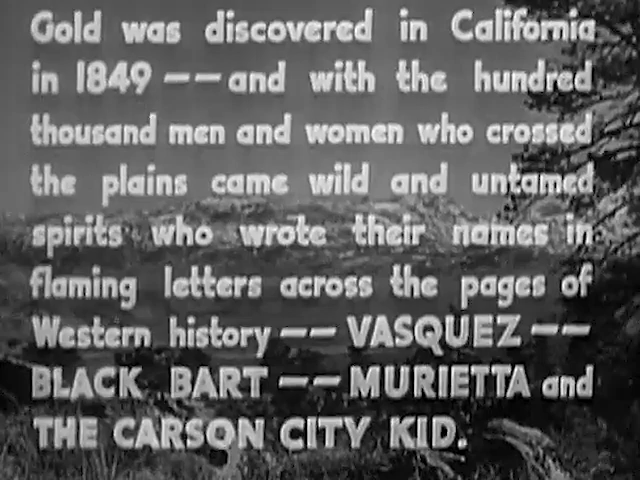 Gold was discovered in California
in 1849 -- -- and with the hundred
thousand men and women who crossed
the plains came wild and untamed
spirits who wrote their names in
flaming letters across the pages of
Western history -- -- VASQUEZ -- --
BLACK BART -- -- MURIETTA and
THE CARSON CITY KID.